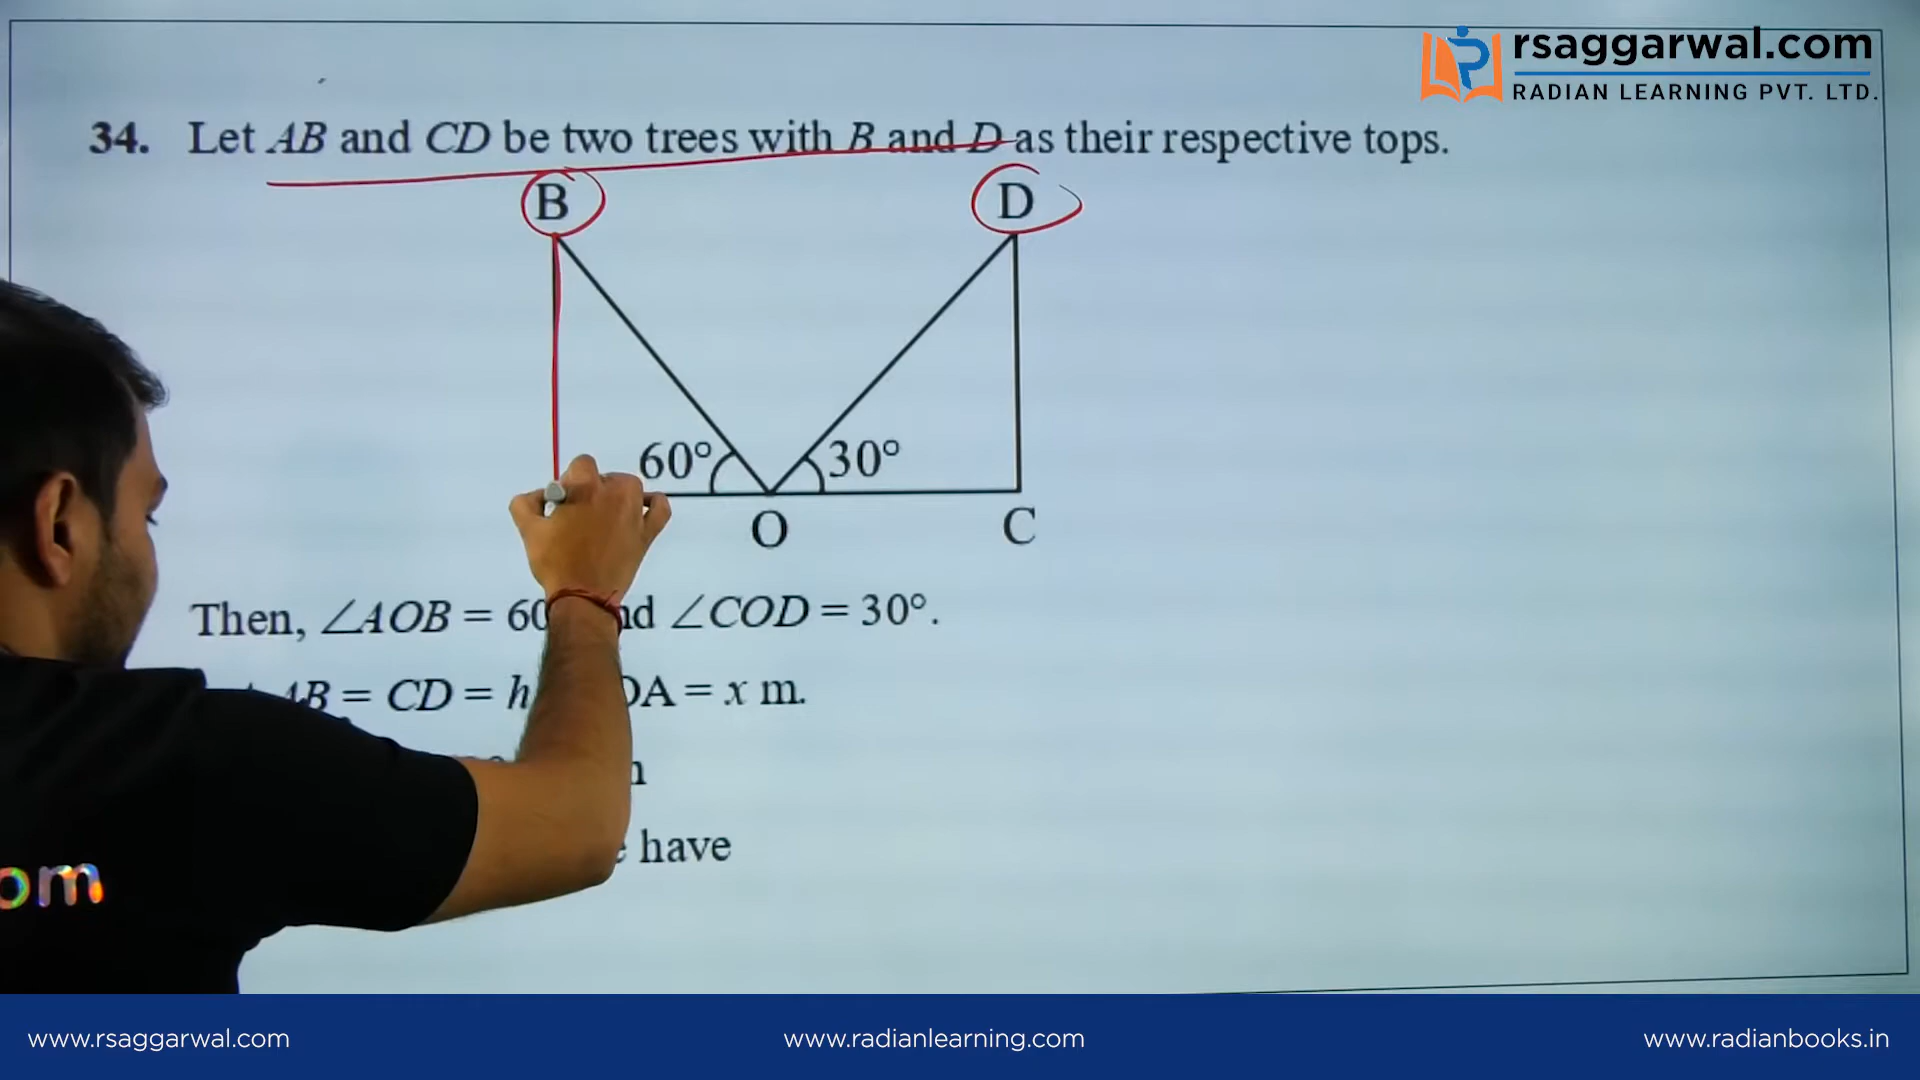 rsaggarwal.com
RADIAN LEARNING PVT. LTD.
34. Let AB and CD be two trees with B and D as their respective tops.
B D
60° 30°
O C
Then, ∠AOB = 60 ∠COD = 30°.
AB = CD = h OA = x m.
have
om
www.rsaggarwal.com www.radianlearning.com www.radianbooks.in